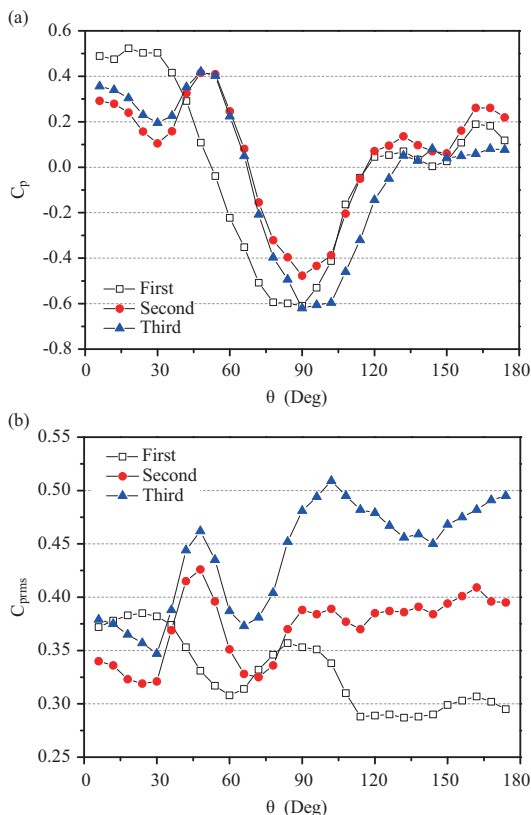 (a)
0.6
0.4
0.2
0.0
-0.2
-0.4
-0.6
-0.8
Cp
First
Second
Third
0 30 60 90 120 150 180
θ (Deg)
(b)
0.55
0.50
0.45
0.40
0.35
0.30
0.25
Cprms
First
Second
Third
0 30 60 90 120 150 180
θ (Deg)